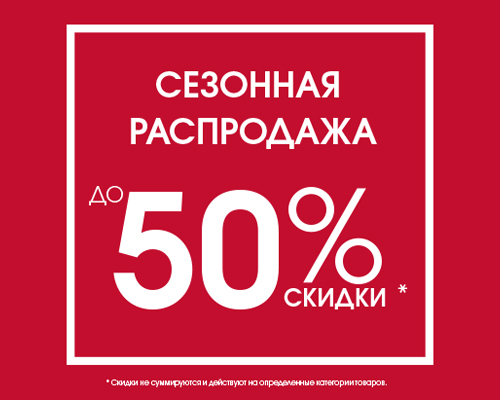 СЕЗОННАЯ
РАСПРОДАЖА
ДО 50%
СКИДКИ *
* Скидки не суммируются и действуют на определенные категории товаров.